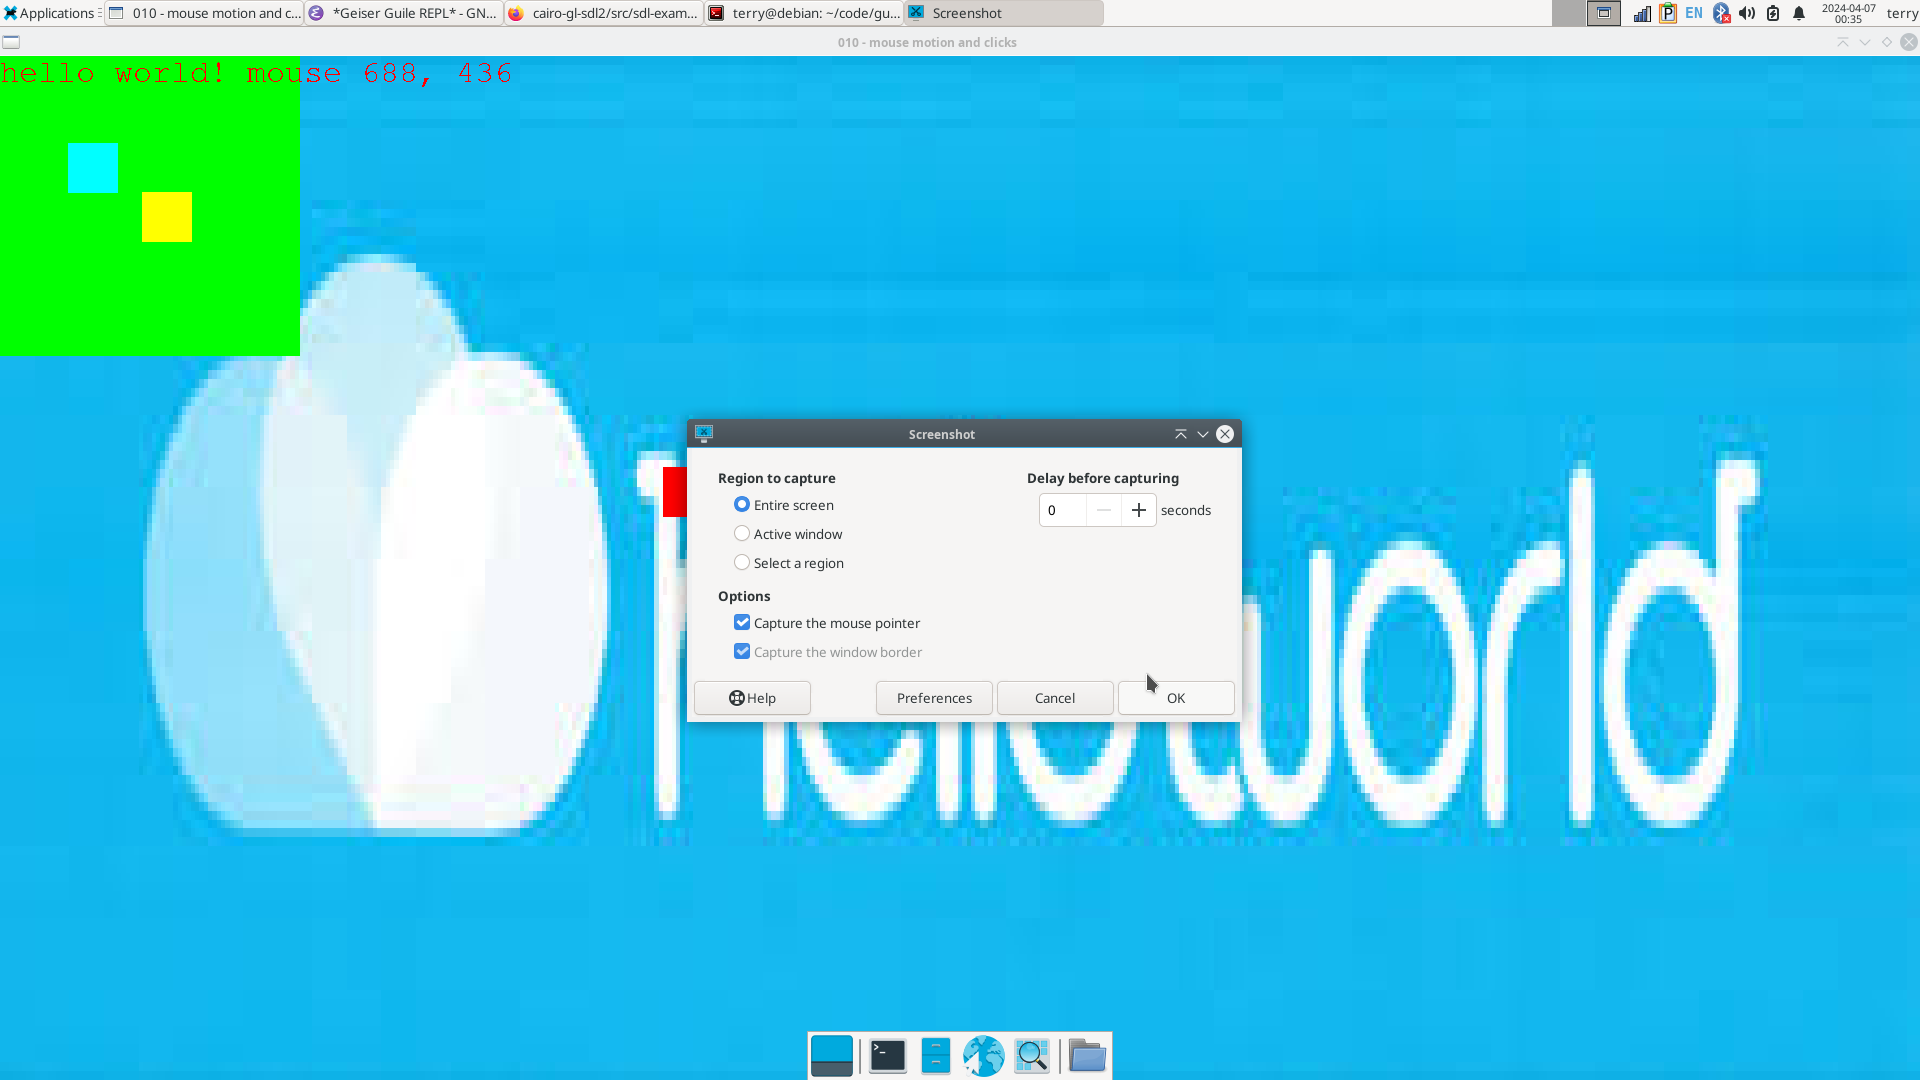 Applications
010 - mouse motion and c...
*Geiser Guile REPL* - GN...
cairo-gl-sdl2/src/sdl-exam...
terry@debian: ~/code/gu...
Screenshot
EN
2024-04-07
00:35
terry
010 - mouse motion and clicks
hello world! mouse 688, 436
Screenshot
Region to capture
Entire screen
Active window
Select a region
Delay before capturing
0 seconds
Options
Capture the mouse pointer
Capture the window border
Help
Preferences
Cancel
OK
world